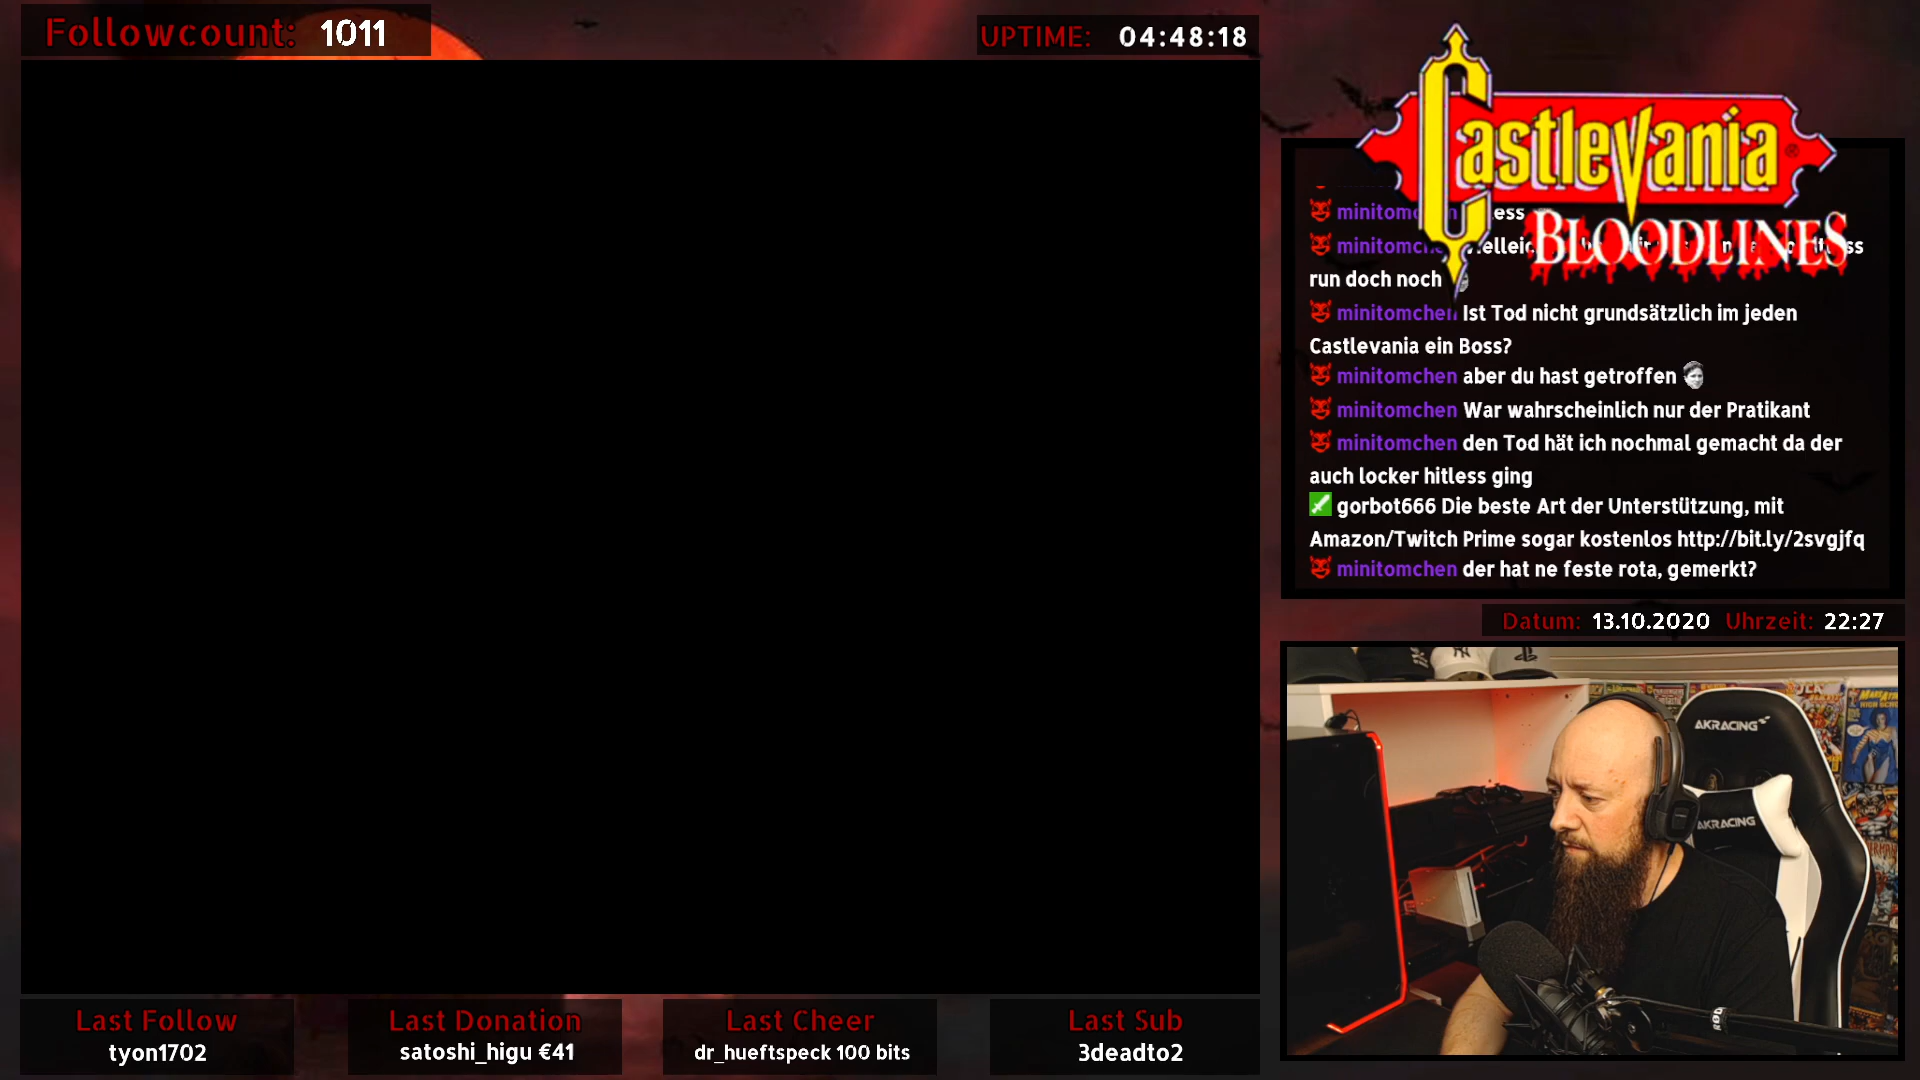 Followcount: 1011
UPTIME: 04:48:18
Castlevania
BLOODLINES
ess
run doch noch
minitomchen Ist Tod nicht grundsätzlich im jeden
Castlevania ein Boss?
minitomchen aber du hast getroffen
minitomchen War wahrscheinlich nur der Pratikant
minitomchen den Tod hät ich nochmal gemacht da der
auch locker hitless ging
gorbot666 Die beste Art der Unterstützung, mit
Amazon/Twitch Prime sogar kostenlos http://bit.ly/2svgjfq
minitomchen der hat ne feste rota, gemerkt?
Datum: 13.10.2020 Uhrzeit: 22:27
AKRACING
AKRACING
Last Follow
tyon1702
Last Donation
satoshi_higu €41
Last Cheer
dr_hueftspeck 100 bits
Last Sub
3deadto2